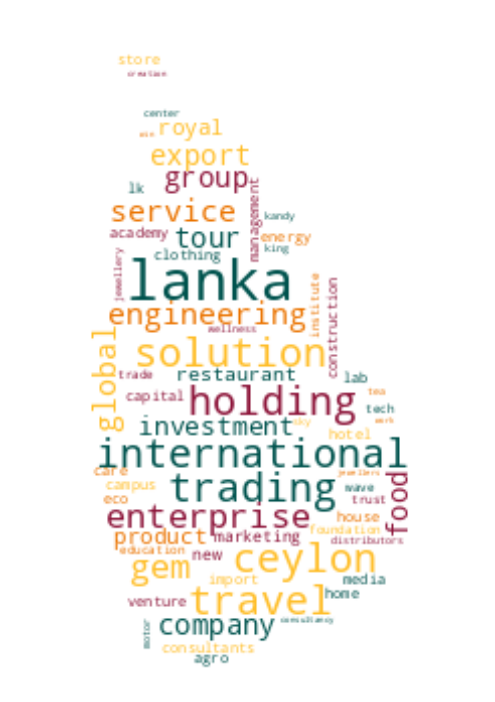 store
creation
center
win royal
export
group
lk
management
service
kandy
academy tour energy
king
clothing
jewellery
lanka
institute
construction
engineering
wellness
global
solution
trade restaurant lab
capital holding tea
tech
investment sky work
hotel
international
care jewellers
campus trading wave
eco trust
food
enterprise house
foundation
product marketing distributors
education new ceylon
gem import media
home
venture travel
motor company consultancy
consultants
agro